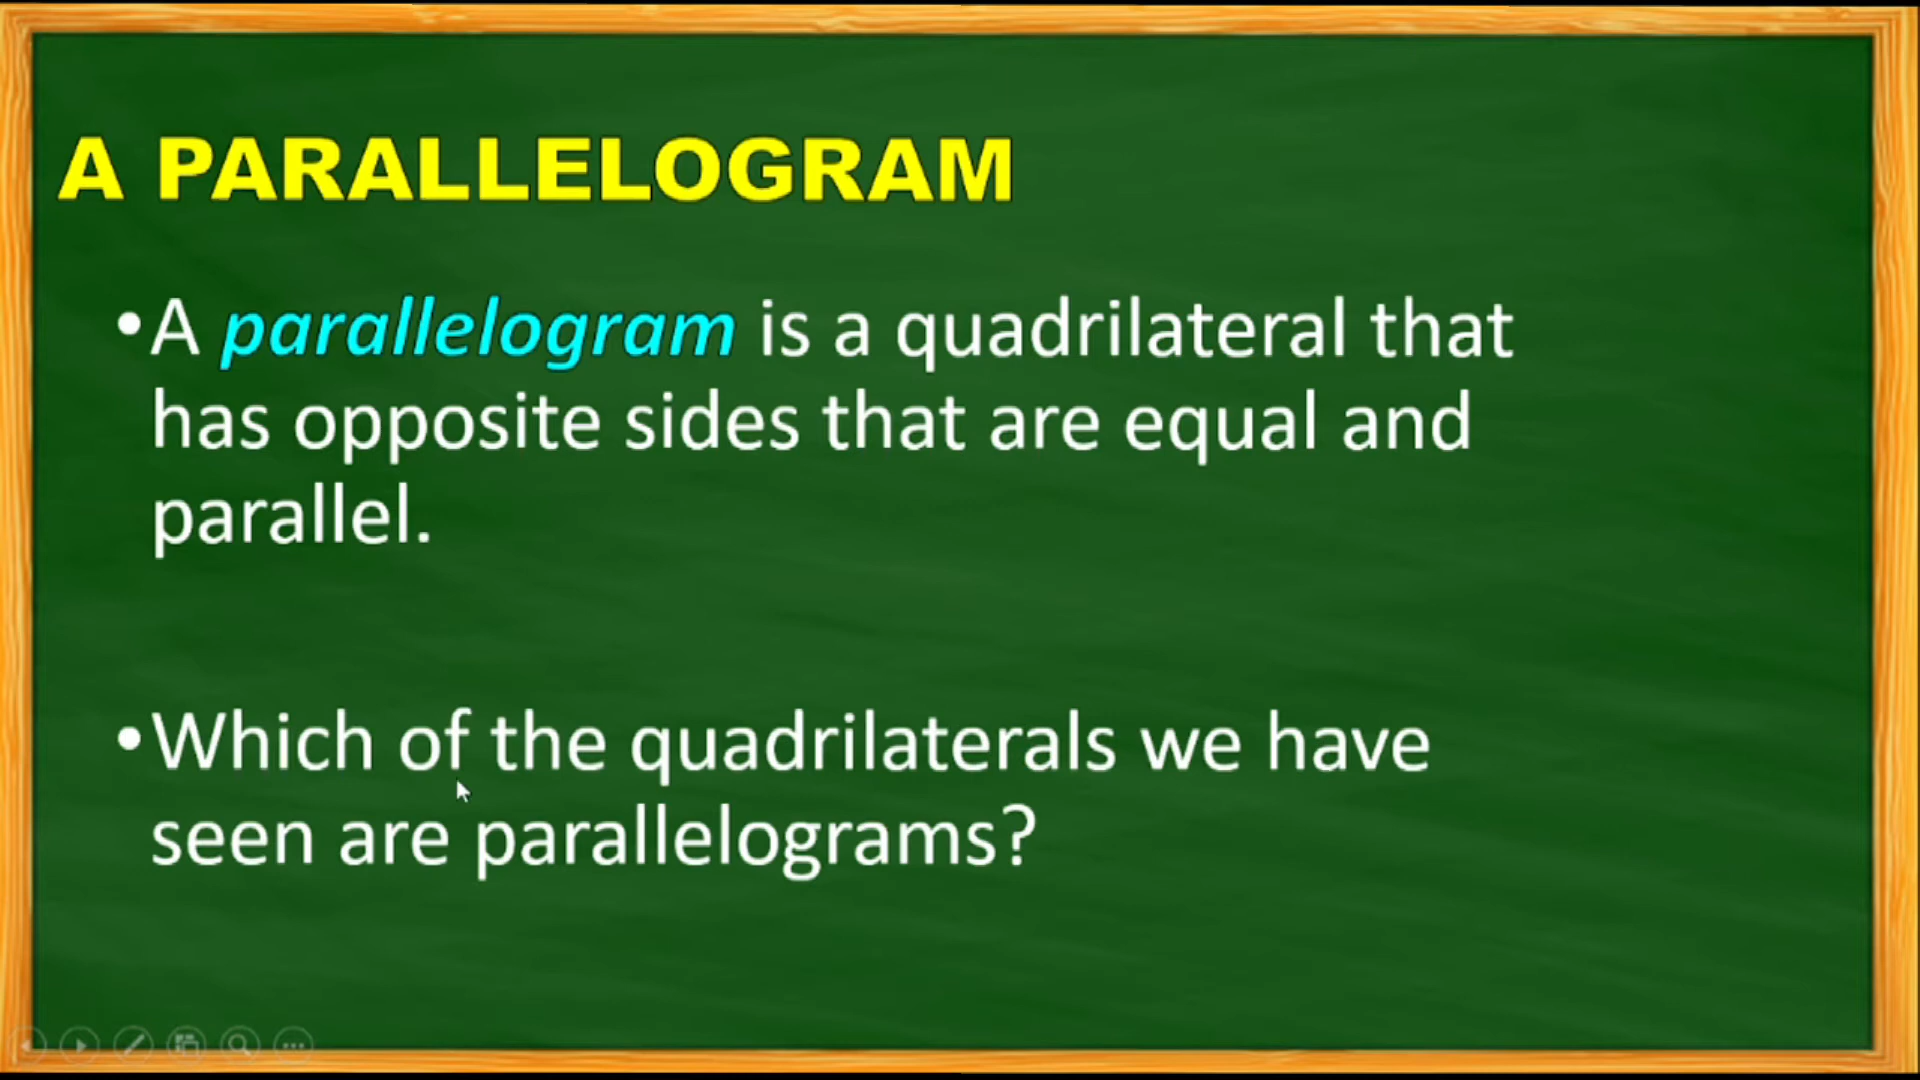 A PARALLELOGRAM
•A parallelogram is a quadrilateral that
has opposite sides that are equal and
parallel.
•Which of the quadrilaterals we have
seen are parallelograms?